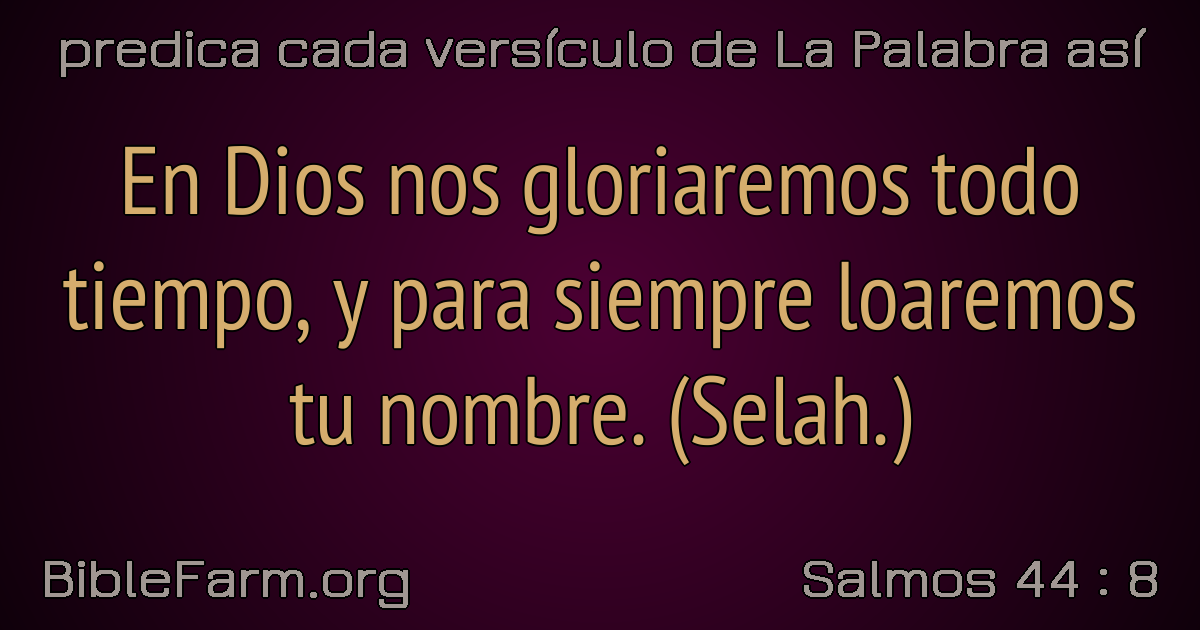 predica cada versículo de La Palabra así
En Dios nos gloriaremos todo
tiempo, y para siempre loaremos
tu nombre. (Selah.)
BibleFarm.org
Salmos 44 : 8